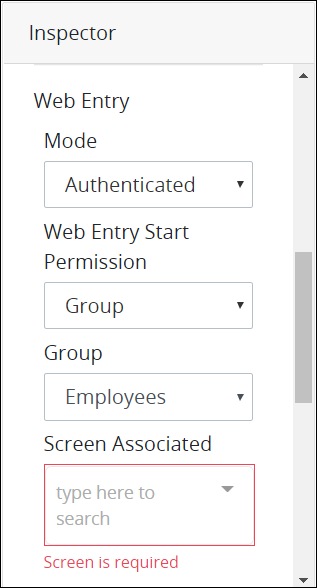 Inspector
Web Entry
Mode
Authenticated
Web Entry Start
Permission
Group
Group
Employees
Screen Associated
type here to
search
Screen is required